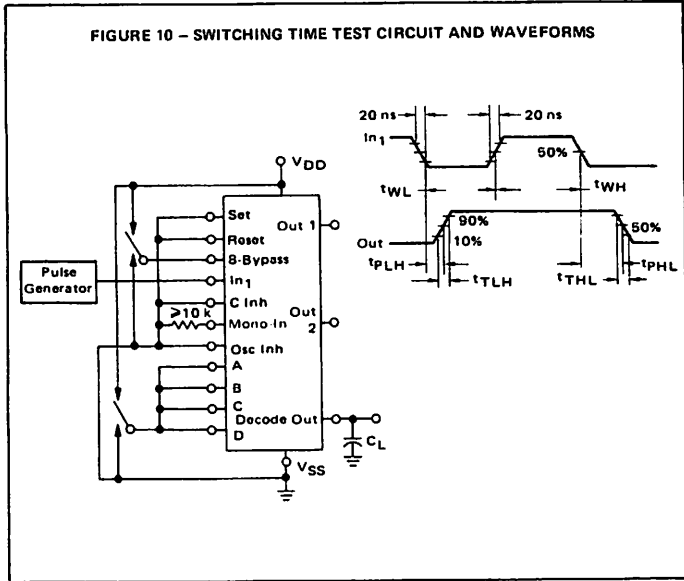 FIGURE 10 – SWITCHING TIME TEST CIRCUIT AND WAVEFORMS
20 ns
20 ns
In1
50%
tWL
tWH
90%
10%
50%
Out
tPLH
tTLH
tTHL
tPHL
VDD
Set
Out 1
Reset
8-Bypass
Pulse
Generator
In1
C Inh
≥10 k
Mono-In
Out
2
Osc Inh
A
B
C
Decode Out
D
CL
VSS